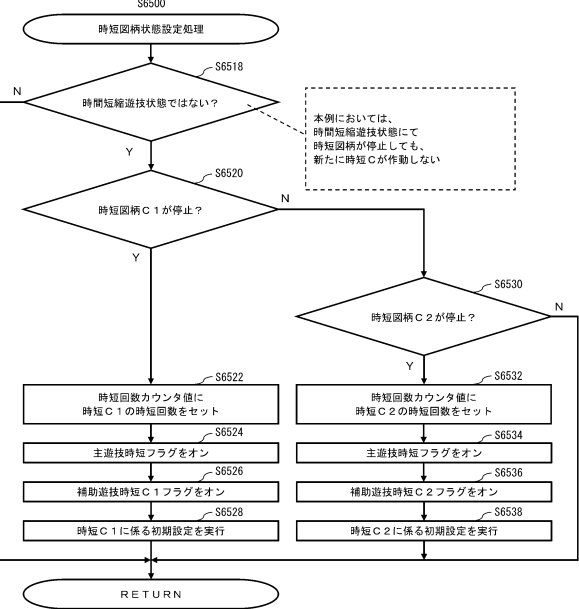 S6500
時短図柄状態設定処理
S6518
N
時間短縮遊技状態ではない?
本例においては、
時間短縮遊技状態にて
時短図柄が停止しても、
新たに時短Cが作動しない
Y
S6520
時短図柄C1が停止?
N
Y
S6530
時短図柄C2が停止?
N
Y
S6522
時短回数カウンタ値に
時短C1の時短回数をセット
S6532
時短回数カウンタ値に
時短C2の時短回数をセット
S6524
主遊技時短フラグをオン
S6534
主遊技時短フラグをオン
S6526
補助遊技時短C1フラグをオン
S6536
補助遊技時短C2フラグをオン
S6528
時短C1に係る初期設定を実行
S6538
時短C2に係る初期設定を実行
RETURN